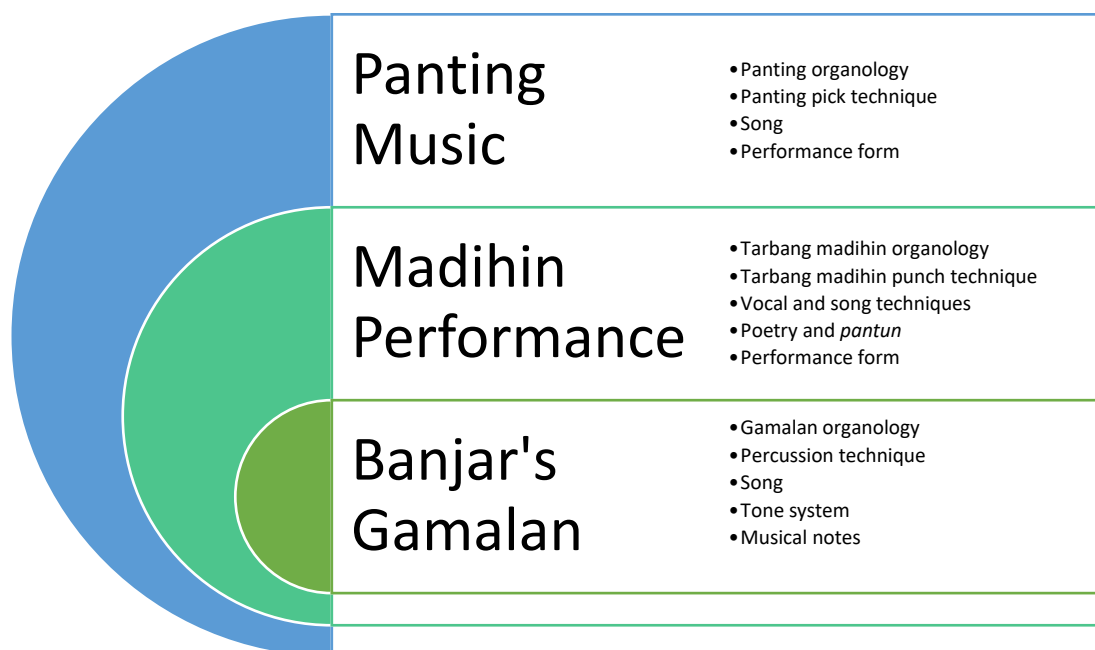 Panting
Music
•Panting organology
•Panting pick technique
•Song
•Performance form
Madihin
Performance
•Tarbang madihin organology
•Tarbang madihin punch technique
•Vocal and song techniques
•Poetry and pantun
•Performance form
Banjar's
Gamalan
•Gamalan organology
•Percussion technique
•Song
•Tone system
•Musical notes